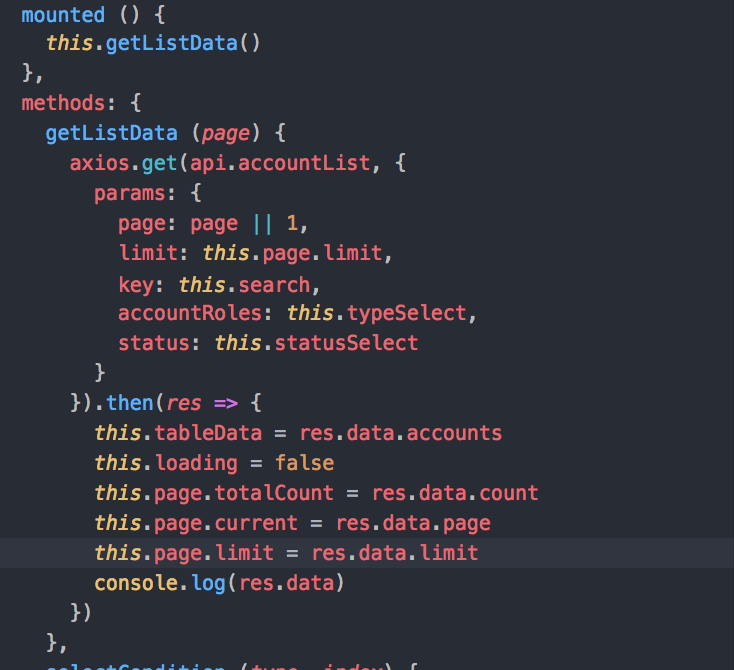 mounted () {
this.getListData()
},
methods: {
getListData (page) {
axios.get(api.accountList, {
params: {
page: page || 1,
limit: this.page.limit,
key: this.search,
accountRoles: this.typeSelect,
status: this.statusSelect
}
}).then(res => {
this.tableData = res.data.accounts
this.loading = false
this.page.totalCount = res.data.count
this.page.current = res.data.page
this.page.limit = res.data.limit
console.log(res.data)
})
},
selectCondition (type, index) {